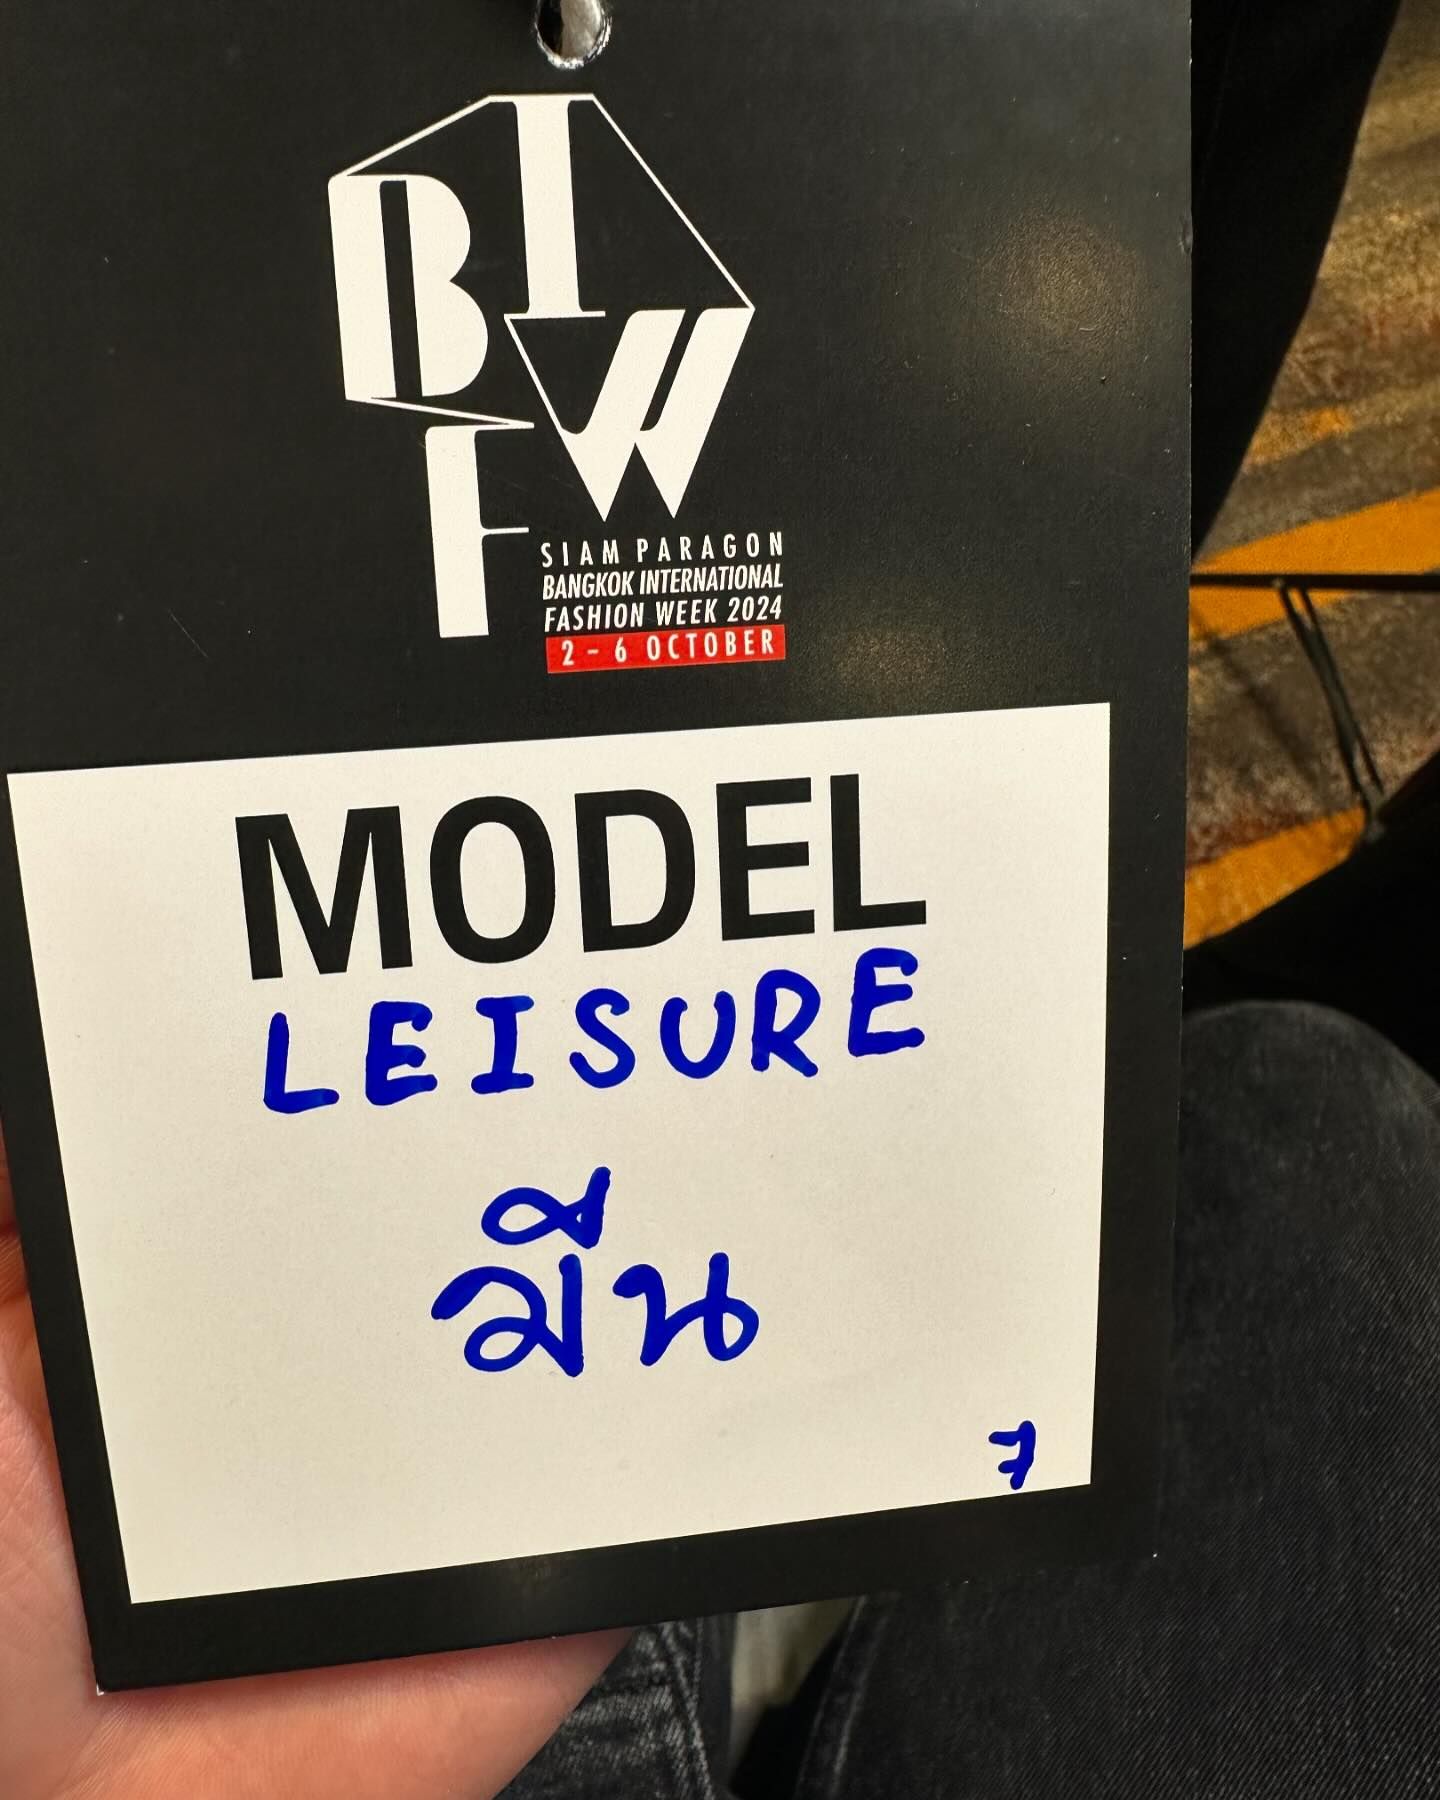 BIFW
SIAM PARAGON
BANGKOK INTERNATIONAL
FASHION WEEK 2024
2 - 6 OCTOBER
MODEL
LEISURE
มีน
7